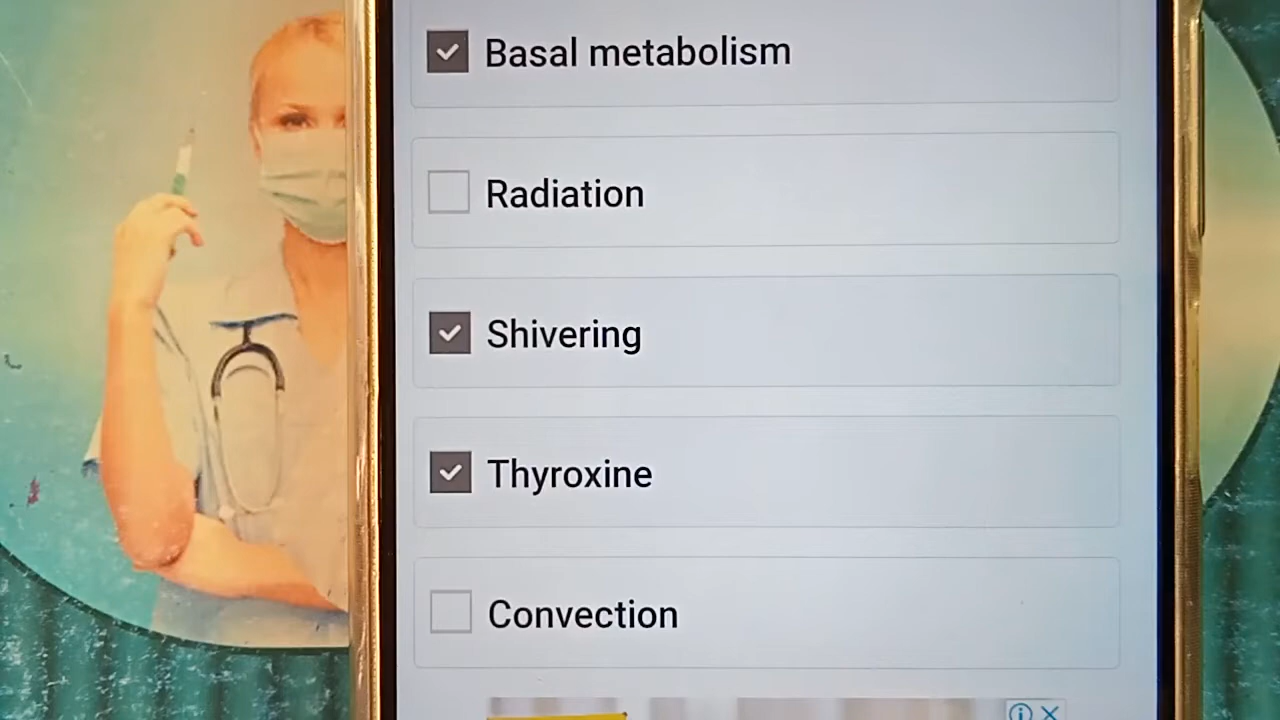 Basal metabolism
Radiation
Shivering
Thyroxine
Convection